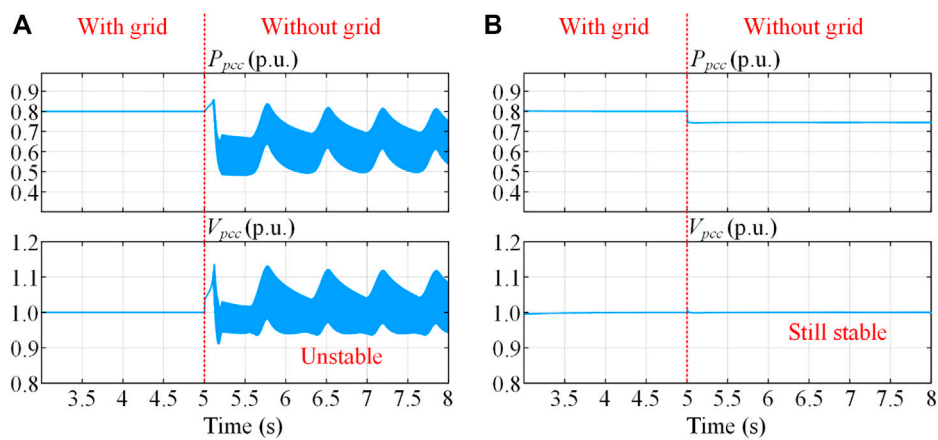 A
With grid
Without grid
P_pcc (p.u.)
0.9
0.8
0.7
0.6
0.5
0.4
V_pcc (p.u.)
1.2
1.1
1.0
0.9
0.8
Unstable
3.5 4 4.5 5 5.5 6 6.5 7 7.5 8
Time (s)
B
With grid
Without grid
P_pcc (p.u.)
0.9
0.8
0.7
0.6
0.5
0.4
V_pcc (p.u.)
1.2
1.1
1.0
0.9
0.8
Still stable
3.5 4 4.5 5 5.5 6 6.5 7 7.5 8
Time (s)